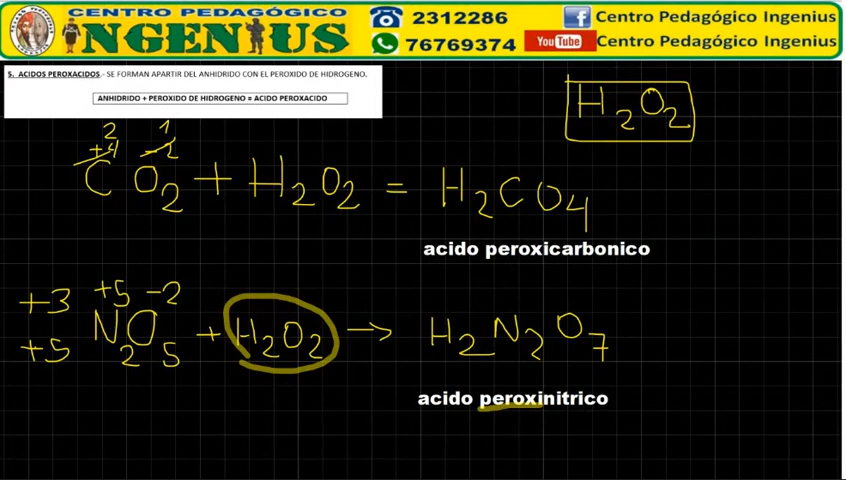 CENTRO PEDAGÓGICO
INGENIUS
2312286
76769374
Centro Pedagógico Ingenius
You Tube Centro Pedagógico Ingenius
5. ACIDOS PEROXACIDOS.- SE FORMAN APARTIR DEL ANHIDRIDO CON EL PEROXIDO DE HIDROGENO.
ANHIDRIDO + PEROXIDO DE HIDROGENO = ACIDO PEROXACIDO
H2O2
2 1
+4 -2
CO2 + H2O2 = H2CO4
acido peroxicarbonico
+3 +5 -2
+5 N2O5 + H2O2 → H2N2O7
acido peroxinitrico